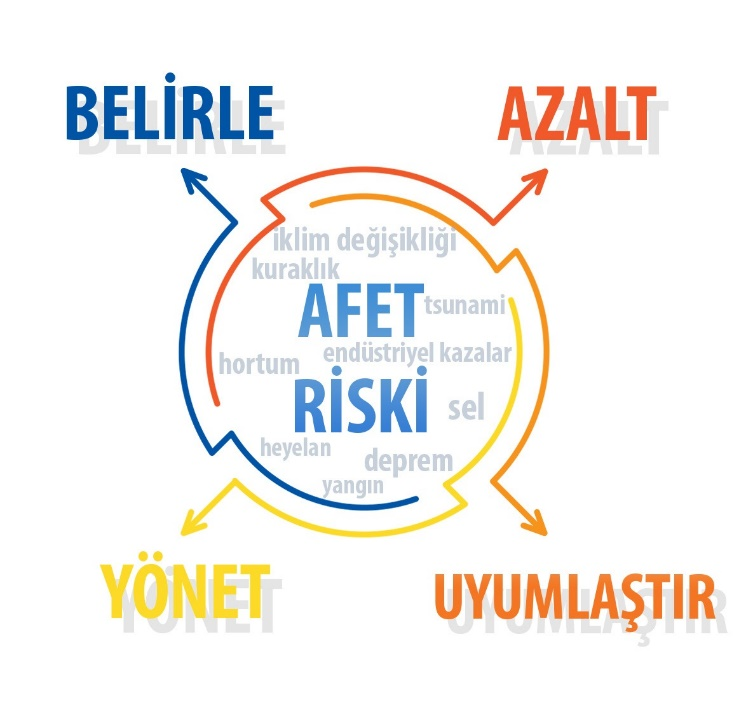 BELİRLE
AZALT
iklim değişikliği
kuraklık
AFET
tsunami
endüstriyel kazalar
hortum
RİSKİ
sel
heyelan
deprem
yangın
YÖNET
UYUMLAŞTIR